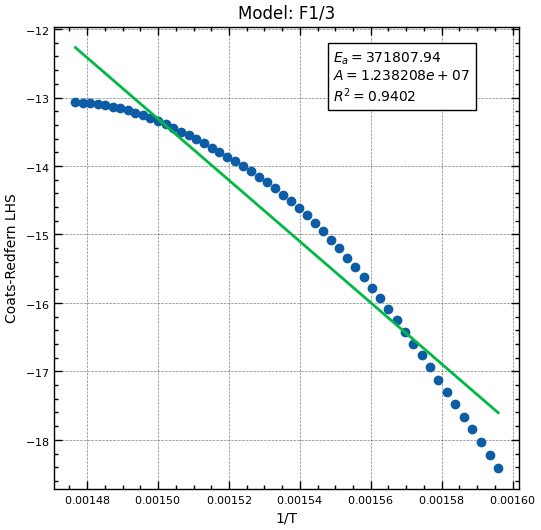 Model: F1/3
E_a = 371807.94
A = 1.238208e + 07
R^2 = 0.9402
−12
−13
−14
−15
−16
−17
−18
Coats-Redfern LHS
0.00148 0.00150 0.00152 0.00154 0.00156 0.00158 0.00160
1/T